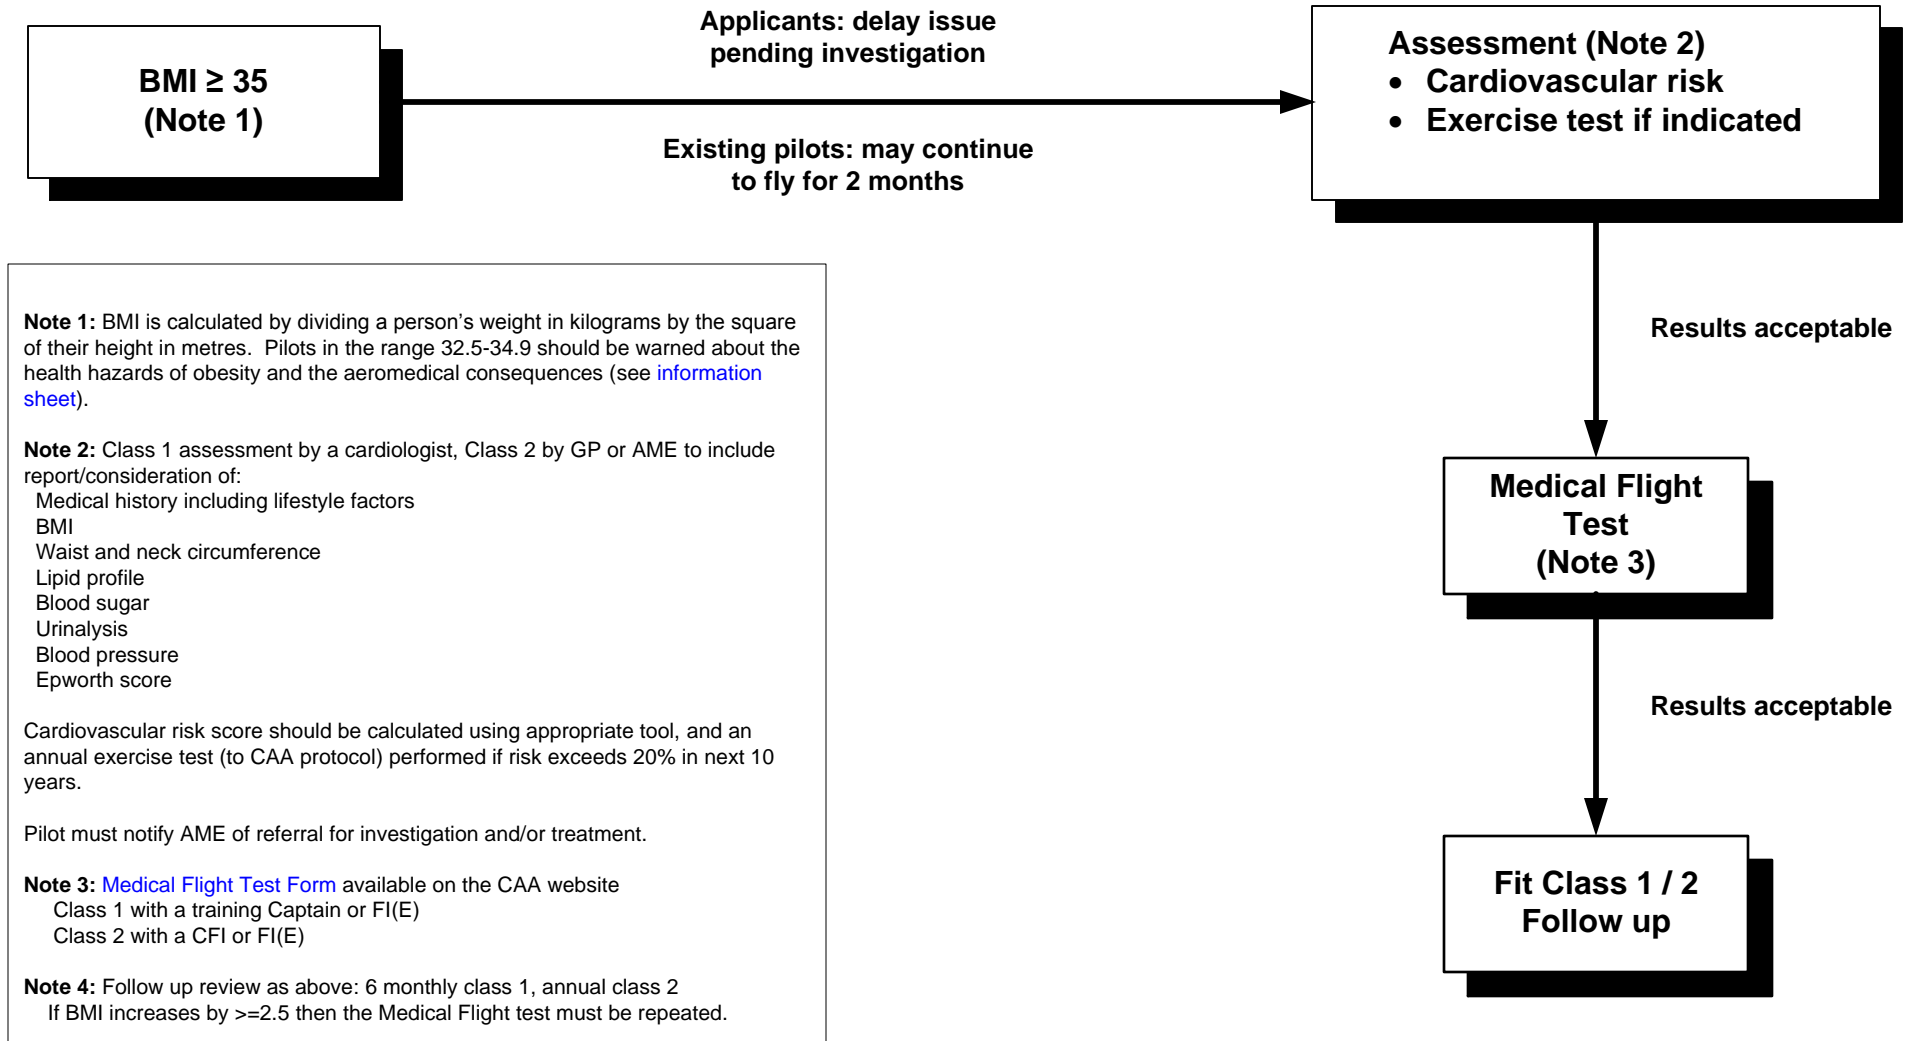 BMI ≥ 35
(Note 1)
Applicants: delay issue
pending investigation
Existing pilots: may continue
to fly for 2 months
Assessment (Note 2)
• Cardiovascular risk
• Exercise test if indicated
Results acceptable
Medical Flight
Test
(Note 3)
Results acceptable
Fit Class 1 / 2
Follow up
Note 1: BMI is calculated by dividing a person’s weight in kilograms by the square
of their height in metres.  Pilots in the range 32.5-34.9 should be warned about the
health hazards of obesity and the aeromedical consequences (see information
sheet).
Note 2: Class 1 assessment by a cardiologist, Class 2 by GP or AME to include
report/consideration of:
Medical history including lifestyle factors
BMI
Waist and neck circumference
Lipid profile
Blood sugar
Urinalysis
Blood pressure
Epworth score
Cardiovascular risk score should be calculated using appropriate tool, and an
annual exercise test (to CAA protocol) performed if risk exceeds 20% in next 10
years.
Pilot must notify AME of referral for investigation and/or treatment.
Note 3: Medical Flight Test Form available on the CAA website
Class 1 with a training Captain or FI(E)
Class 2 with a CFI or FI(E)
Note 4: Follow up review as above: 6 monthly class 1, annual class 2
If BMI increases by >=2.5 then the Medical Flight test must be repeated.